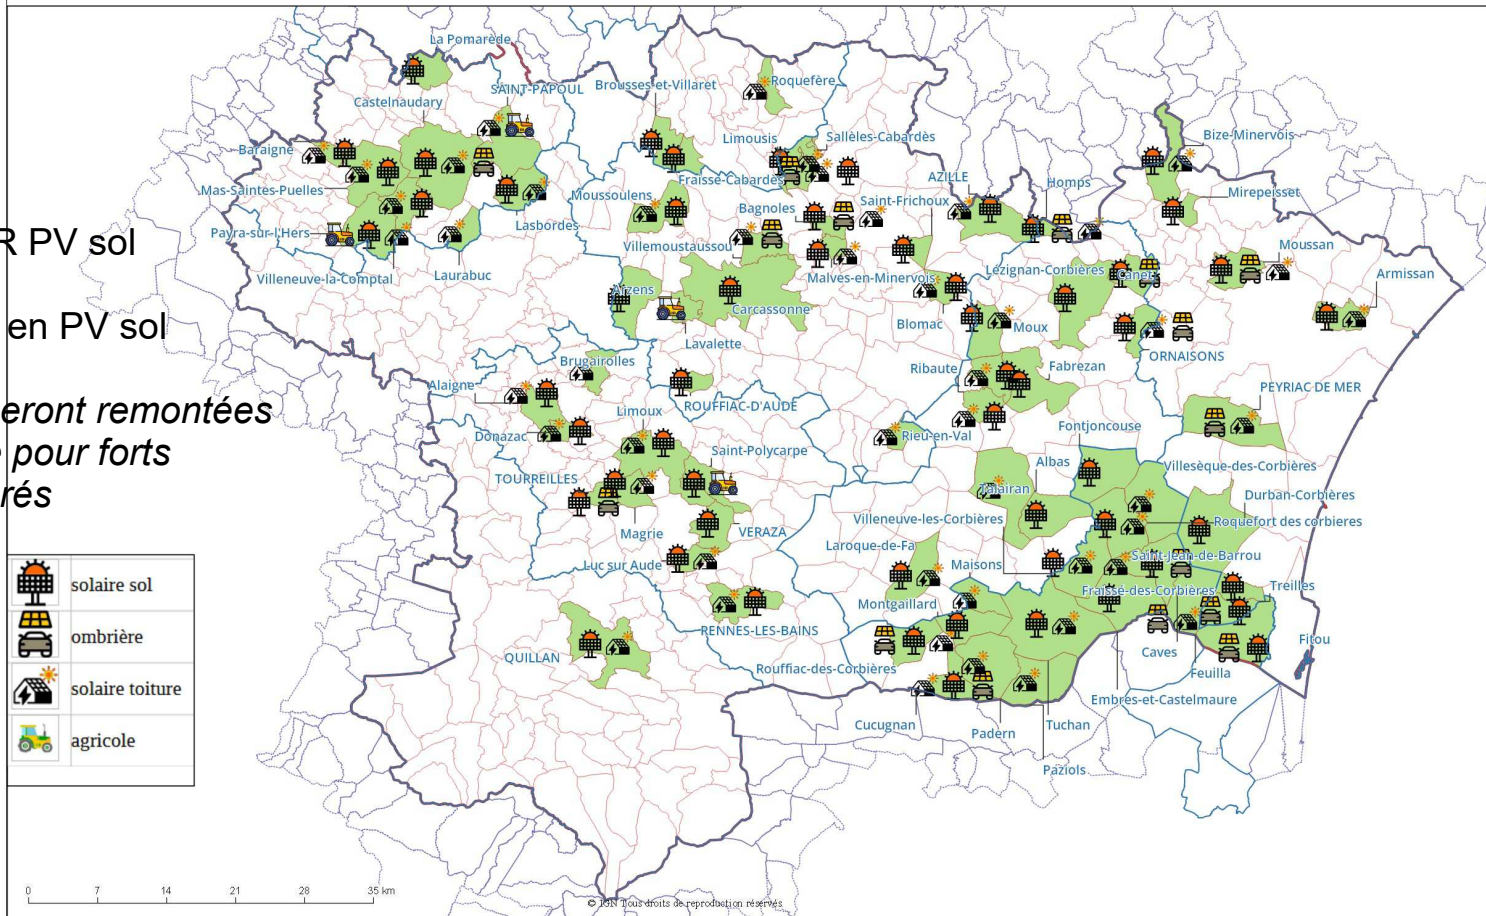 La Pomarède
SAINT-PAPOUL
Brousses-et-Villaret
Roquefère
Castelnaudary
Limousis
Sallèles-Cabardès
Bize-Minervois
Baraigne
Fraisse-Cabardès
AZILLE
Homps
Mas-Saintes-Puelles
Moussoulens
Bagnoles
Saint-Frichoux
Mirepeisset
R PV sol
Payra-sur-l'Hers
Lasbordes
Villemoustaussou
Moussan
Villeneuve-la-Comptal
Laurabuc
Malves-en-Minervois
Lézignan-Corbières
Canet
Armissan
Arzens
Carcassonne
en PV sol
Blomac
Moux
Lavalette
ORNAISONS
Brugairolles
Ribaute
Fabrezan
Alaigne
PEYRIAC DE MER
eront remontées
ROUFFIAC-D'AUDE
Limoux
Donazac
Rieu-en-Val
Fontjoncouse
pour forts
Saint-Polycarpe
Albas
Villesèque-des-Corbières
TOURREILLES
Talairan
Durban-Corbières
rés
Villeneuve-les-Corbières
Roquefort des corbieres
Magrie
VERAZA
Laroque-de-Fa
Saint-Jean-de-Barrou
Luc sur Aude
Maisons
Treilles
solaire sol
Fraissé-des-Corbières
Montgaillard
ombrière
RENNES-LES-BAINS
Fitou
QUILLAN
Rouffiac-des-Corbières
Caves
Feuilla
solaire toiture
Embres-et-Castelmaure
Cucugnan
Padern
Tuchan
agricole
Paziols
0 7 14 21 28 35 km
© IGN Tous droits de reproduction réservés